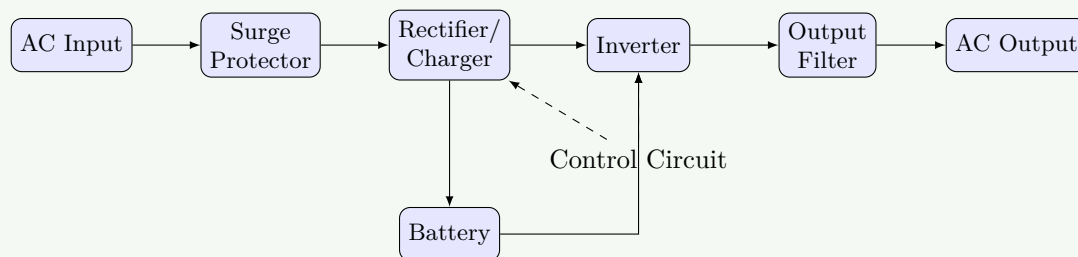 AC Input
Surge
Protector
Rectifier/
Charger
Inverter
Output
Filter
AC Output
Control Circuit
Battery